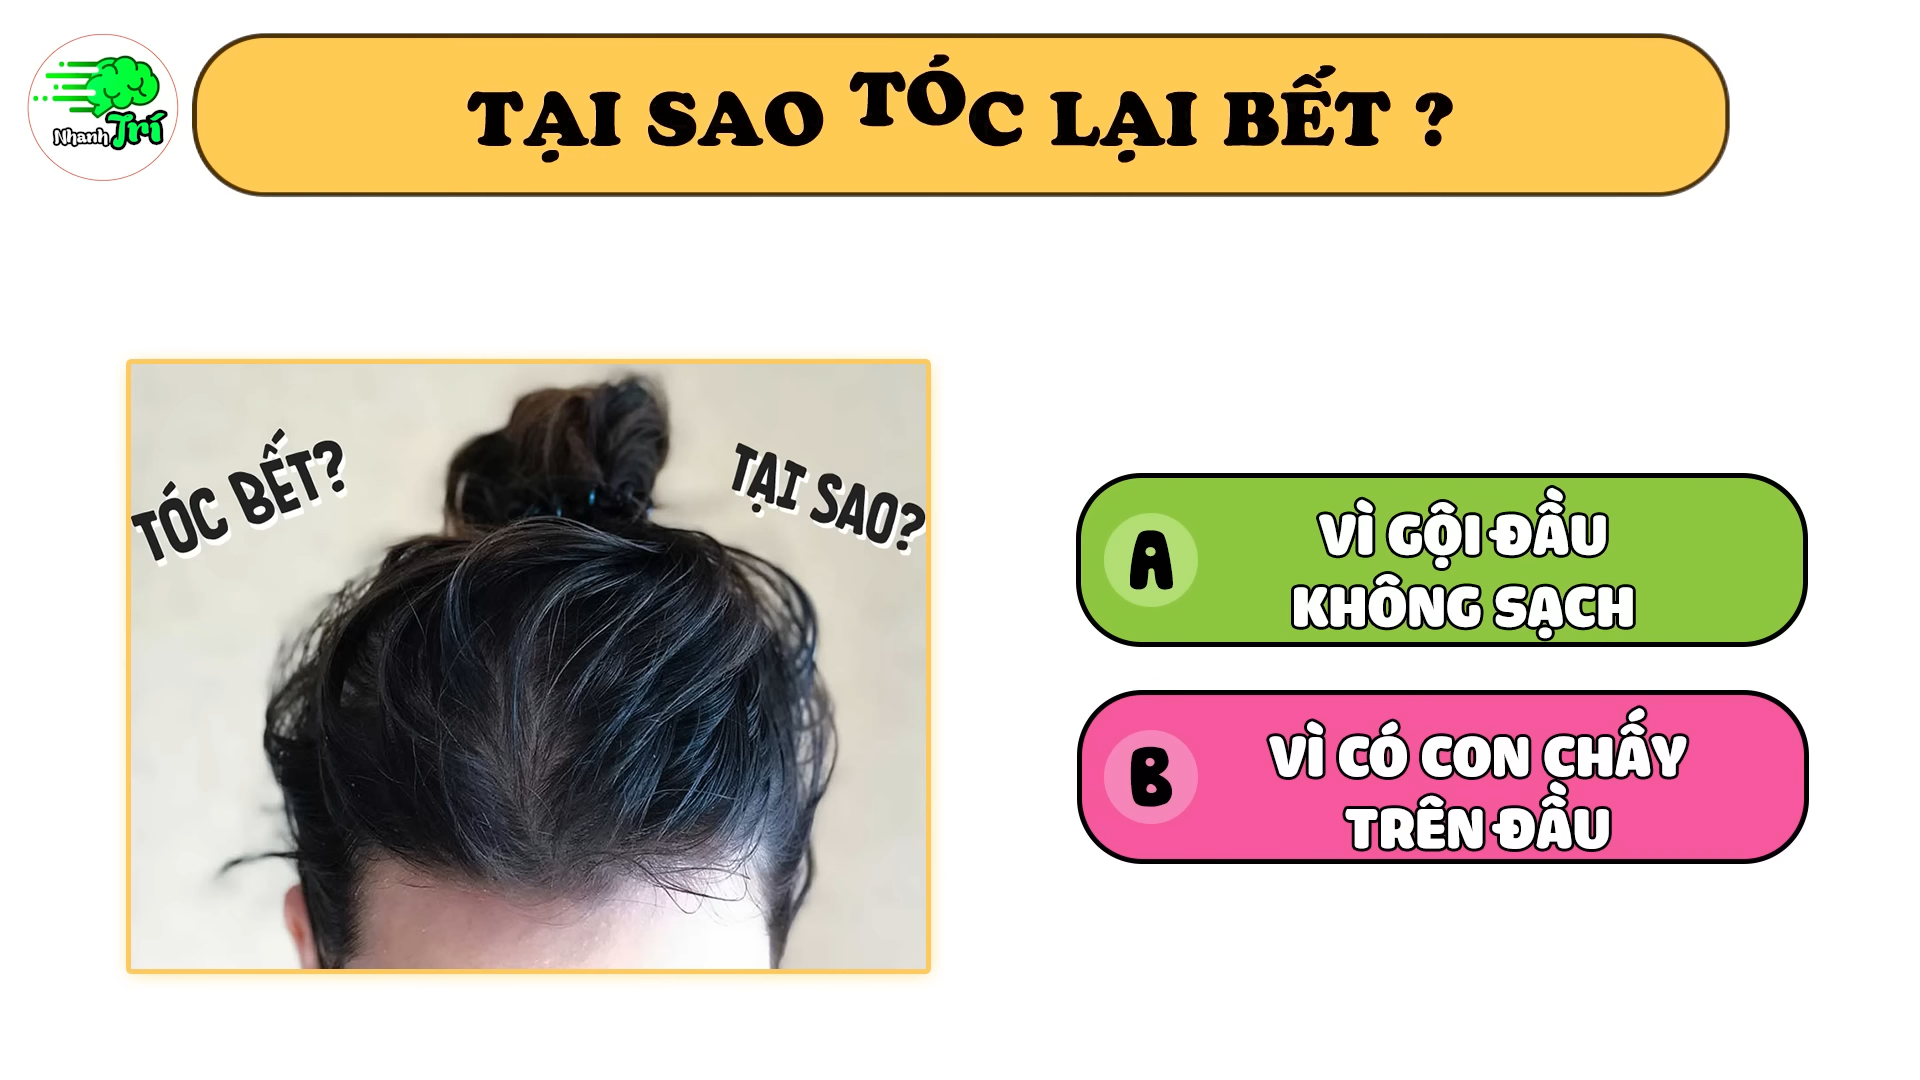 Nhanh Trí
TẠI SAO TÓC LẠI BẾT ?
TÓC BẾT?
TẠI SAO?
A
VÌ GỘI ĐẦU
KHÔNG SẠCH
B
VÌ CÓ CON CHẤY
TRÊN ĐẦU